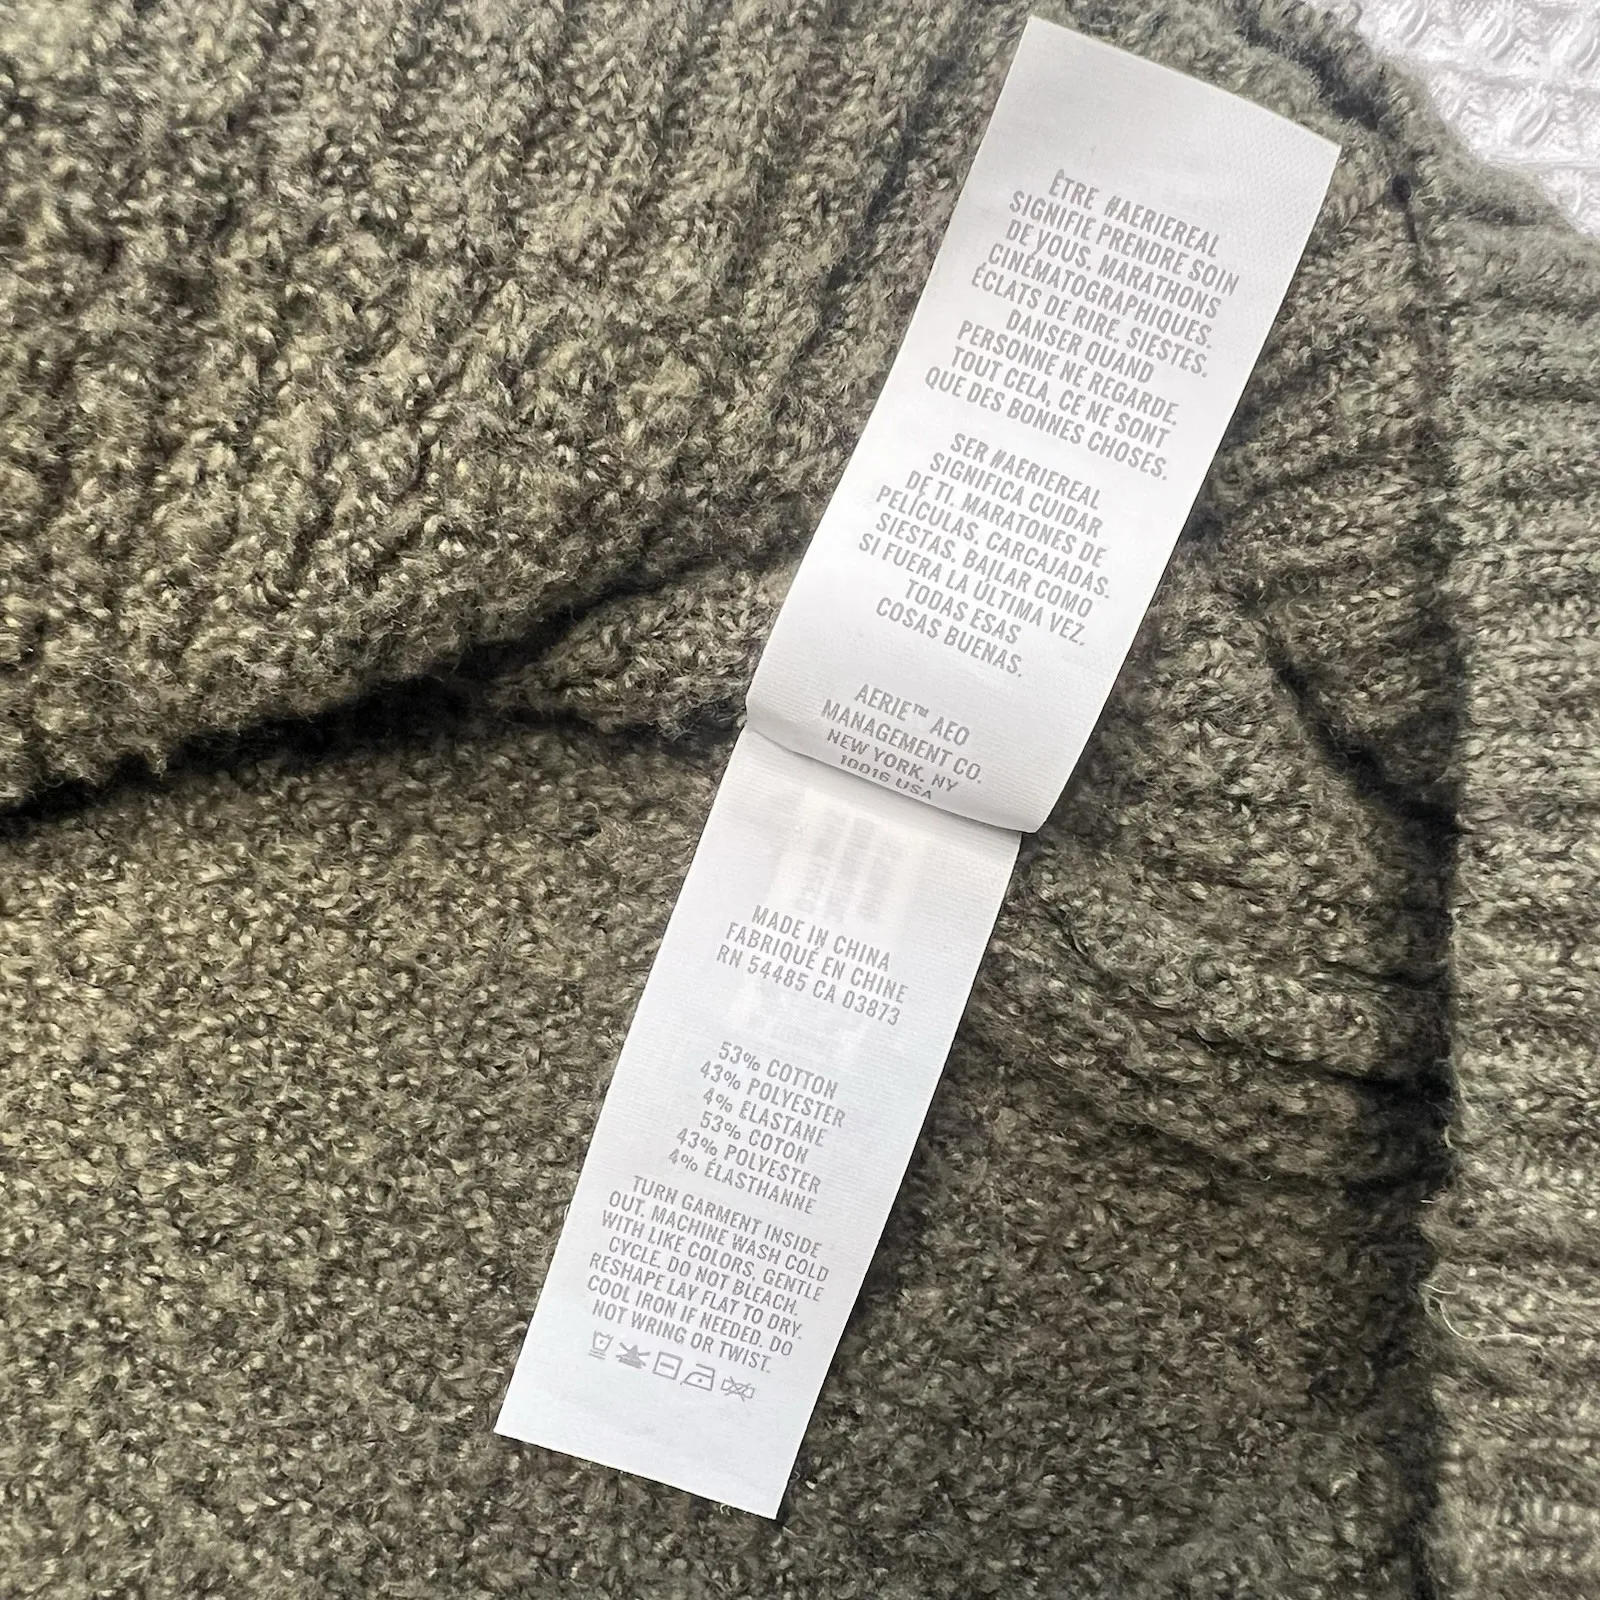 ÊTRE #AERIEREAL
SIGNIFIE PRENDRE SOIN
DE VOUS. MARATHONS
CINÉMATOGRAPHIQUES.
ÉCLATS DE RIRE. SIESTES.
DANSER QUAND
PERSONNE NE REGARDE.
TOUT CELA, CE NE SONT
QUE DES BONNES CHOSES.
SER #AERIEREAL
SIGNIFICA CUIDAR
DE TI. MARATONES DE
PELÍCULAS. CARCAJADAS.
SIESTAS. BAILAR COMO
SI FUERA LA ÚLTIMA VEZ.
TODAS ESAS
COSAS BUENAS.
AERIE™ AEO
MANAGEMENT CO.
NEW YORK, NY
10016 USA
MADE IN CHINA
FABRIQUÉ EN CHINE
RN 54485 CA 03873
53% COTTON
43% POLYESTER
4% ELASTANE
53% COTON
43% POLYESTER
4% ÉLASTHANNE
TURN GARMENT INSIDE
OUT. MACHINE WASH COLD
WITH LIKE COLORS, GENTLE
CYCLE. DO NOT BLEACH.
RESHAPE LAY FLAT TO DRY.
COOL IRON IF NEEDED. DO
NOT WRING OR TWIST.